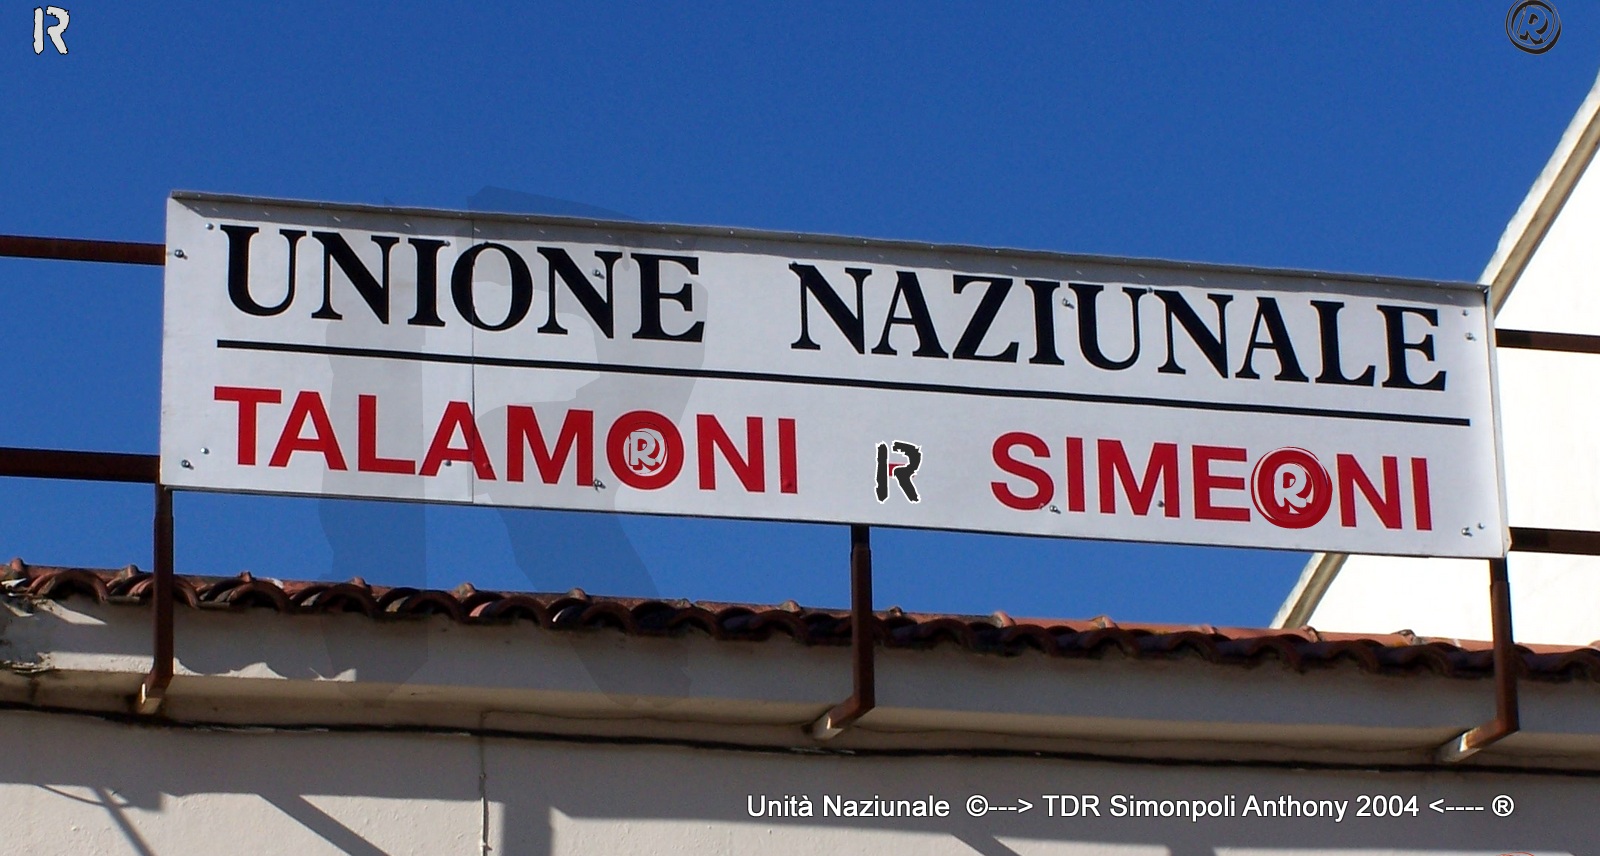 R ®
UNIONE NAZIUNALE
TALAMONI R SIMEONI
Unità Naziunale ©---> TDR Simonpoli Anthony 2004 <---- ®